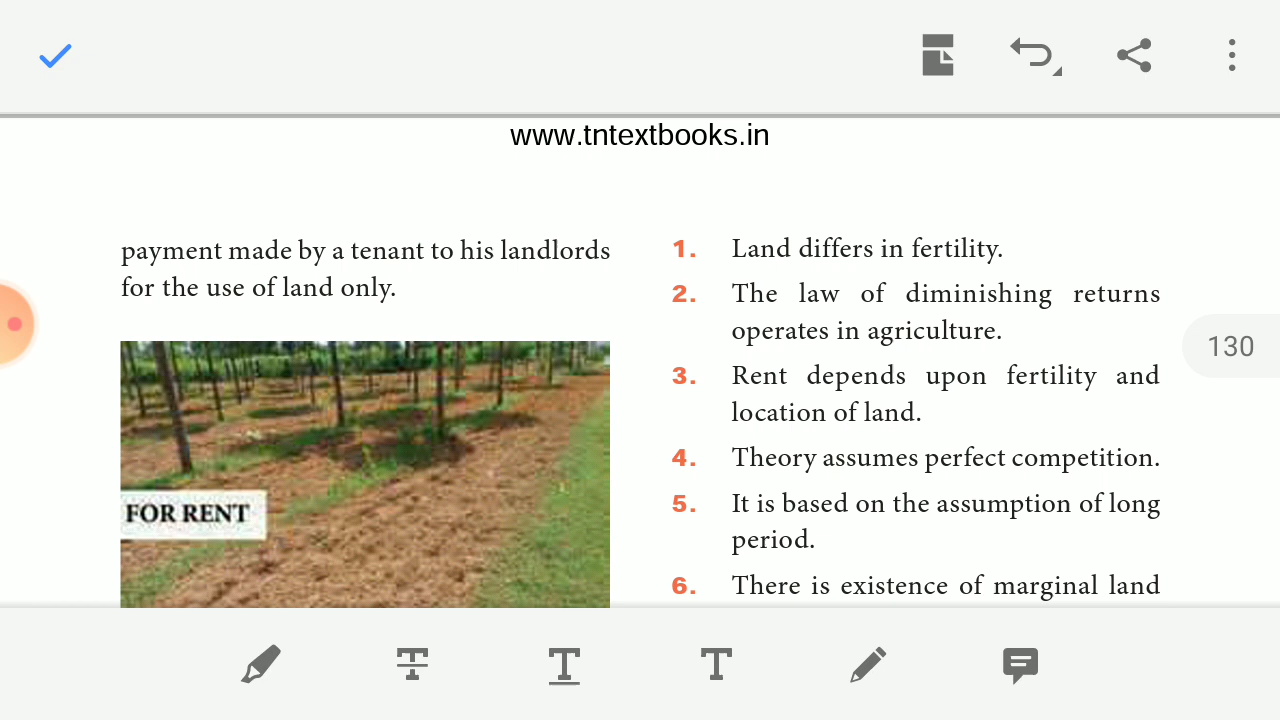 www.tntextbooks.in
payment made by a tenant to his landlords
for the use of land only.
FOR RENT
1. Land differs in fertility.
2. The law of diminishing returns
operates in agriculture.
3. Rent depends upon fertility and
location of land.
4. Theory assumes perfect competition.
5. It is based on the assumption of long
period.
6. There is existence of marginal land
130